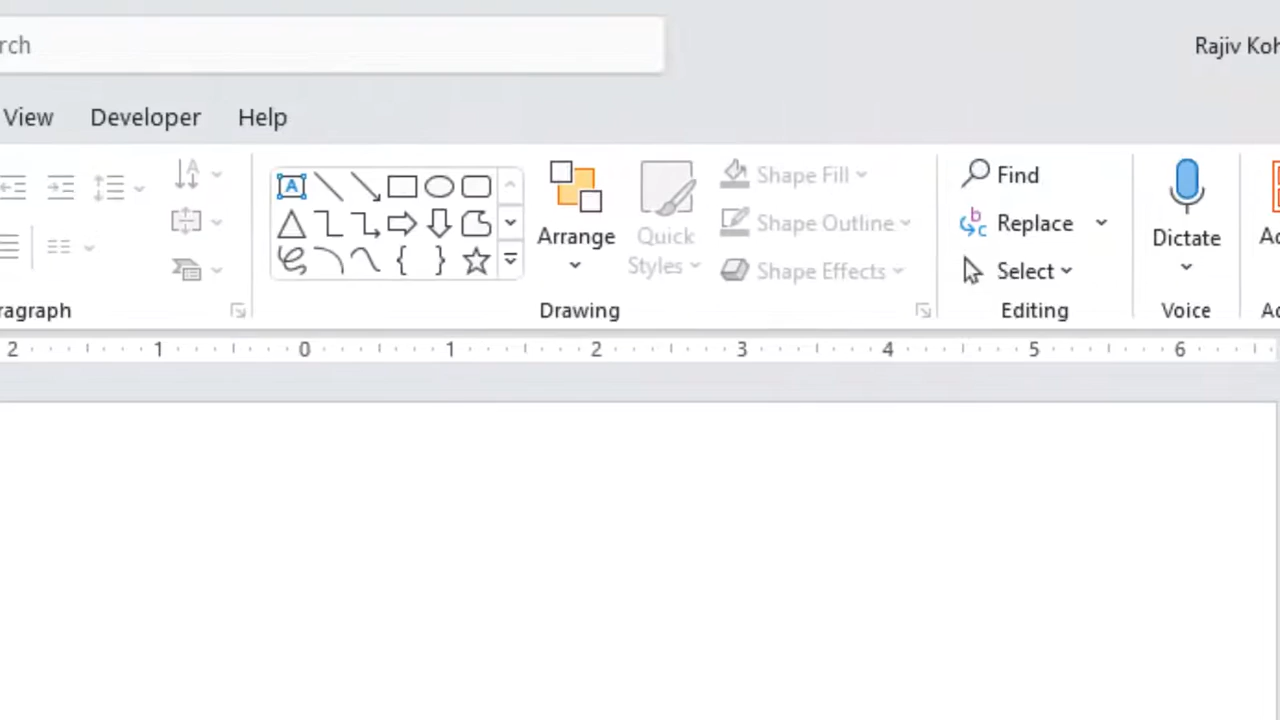 rch
Rajiv Koh
View Developer Help
Arrange
Quick
Styles
Shape Fill
Shape Outline
Shape Effects
Find
Replace
Select
Dictate
ragraph
Drawing
Editing
Voice
2 1 0 1 2 3 4 5 6